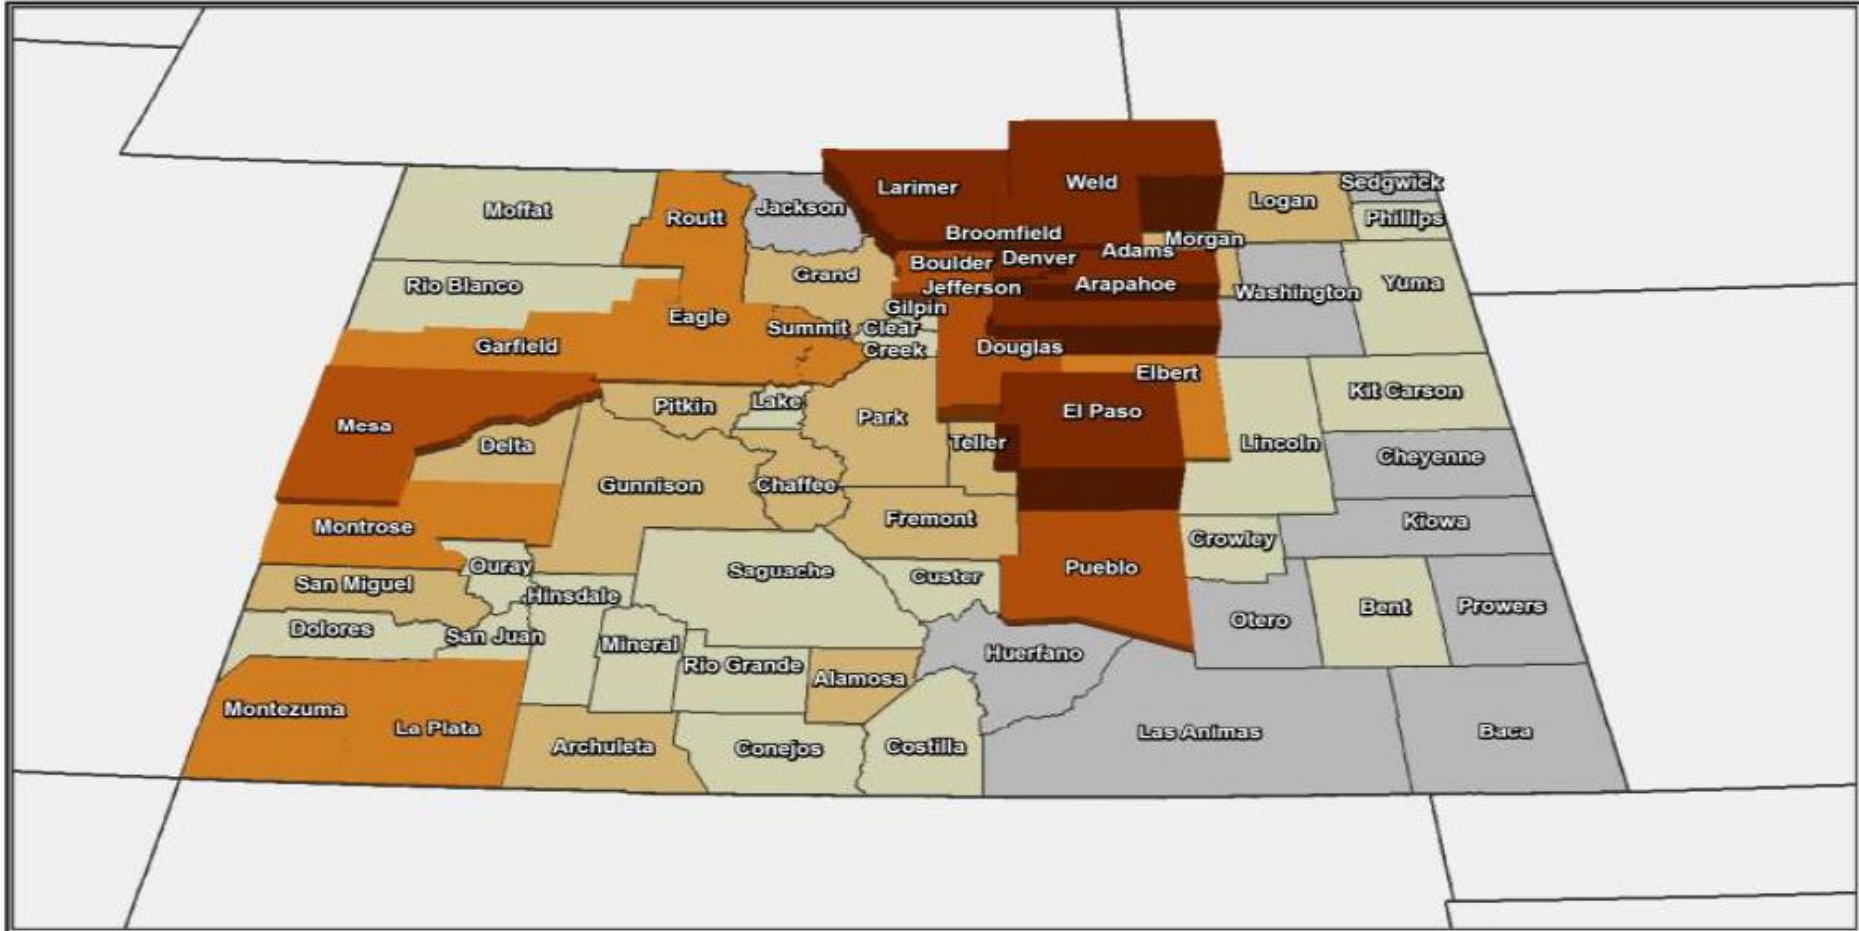 Moffat
Routt
Jackson
Larimer
Weld
Logan
Sedgwick
Phillips
Broomfield
Morgan
Rio Blanco
Grand
Boulder
Denver
Adams
Jefferson
Arapahoe
Washington
Yuma
Eagle
Summit
Gilpin
Clear
Creek
Garfield
Douglas
Elbert
Mesa
Delta
Pitkin
Lake
Park
Teller
El Paso
Lincoln
Kit Carson
Cheyenne
Gunnison
Chaffee
Fremont
Montrose
Kiowa
Crowley
Ouray
Saguache
Custer
Pueblo
San Miguel
Hinsdale
Otero
Bent
Prowers
Dolores
San Juan
Mineral
Rio Grande
Huerfano
Alamosa
Montezuma
La Plata
Archuleta
Conejos
Costilla
Las Animas
Baca